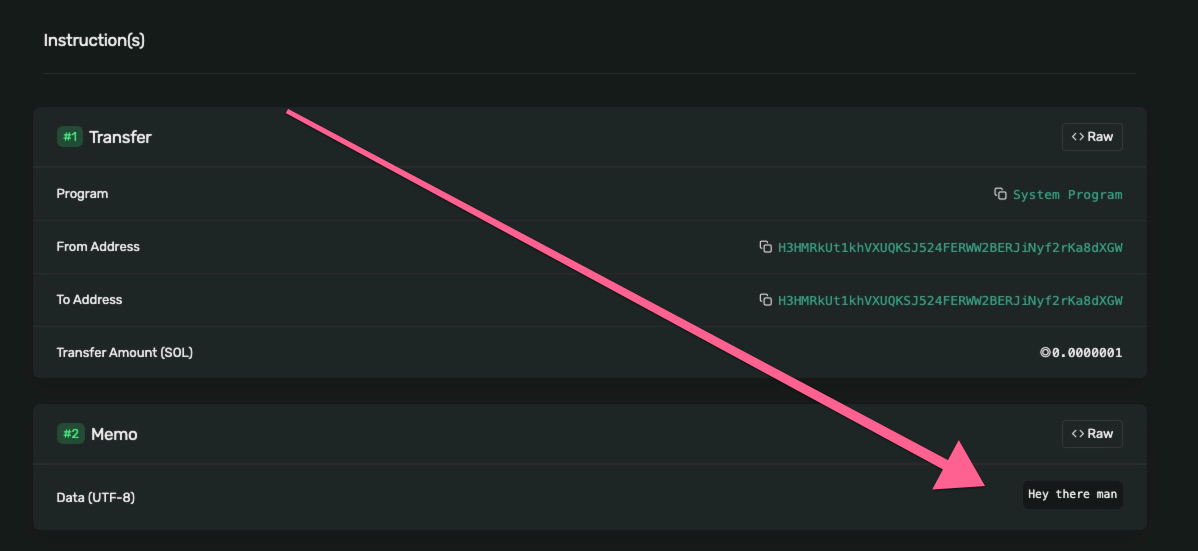 Instruction(s)
#1 Transfer
<> Raw
Program
System Program
From Address
H3HMRkUt1khVXUQKSJ524FERWW2BERJiNyf2rKa8dXGW
To Address
H3HMRkUt1khVXUQKSJ524FERWW2BERJiNyf2rKa8dXGW
Transfer Amount (SOL)
◎0.0000001
#2 Memo
<> Raw
Data (UTF-8)
Hey there man